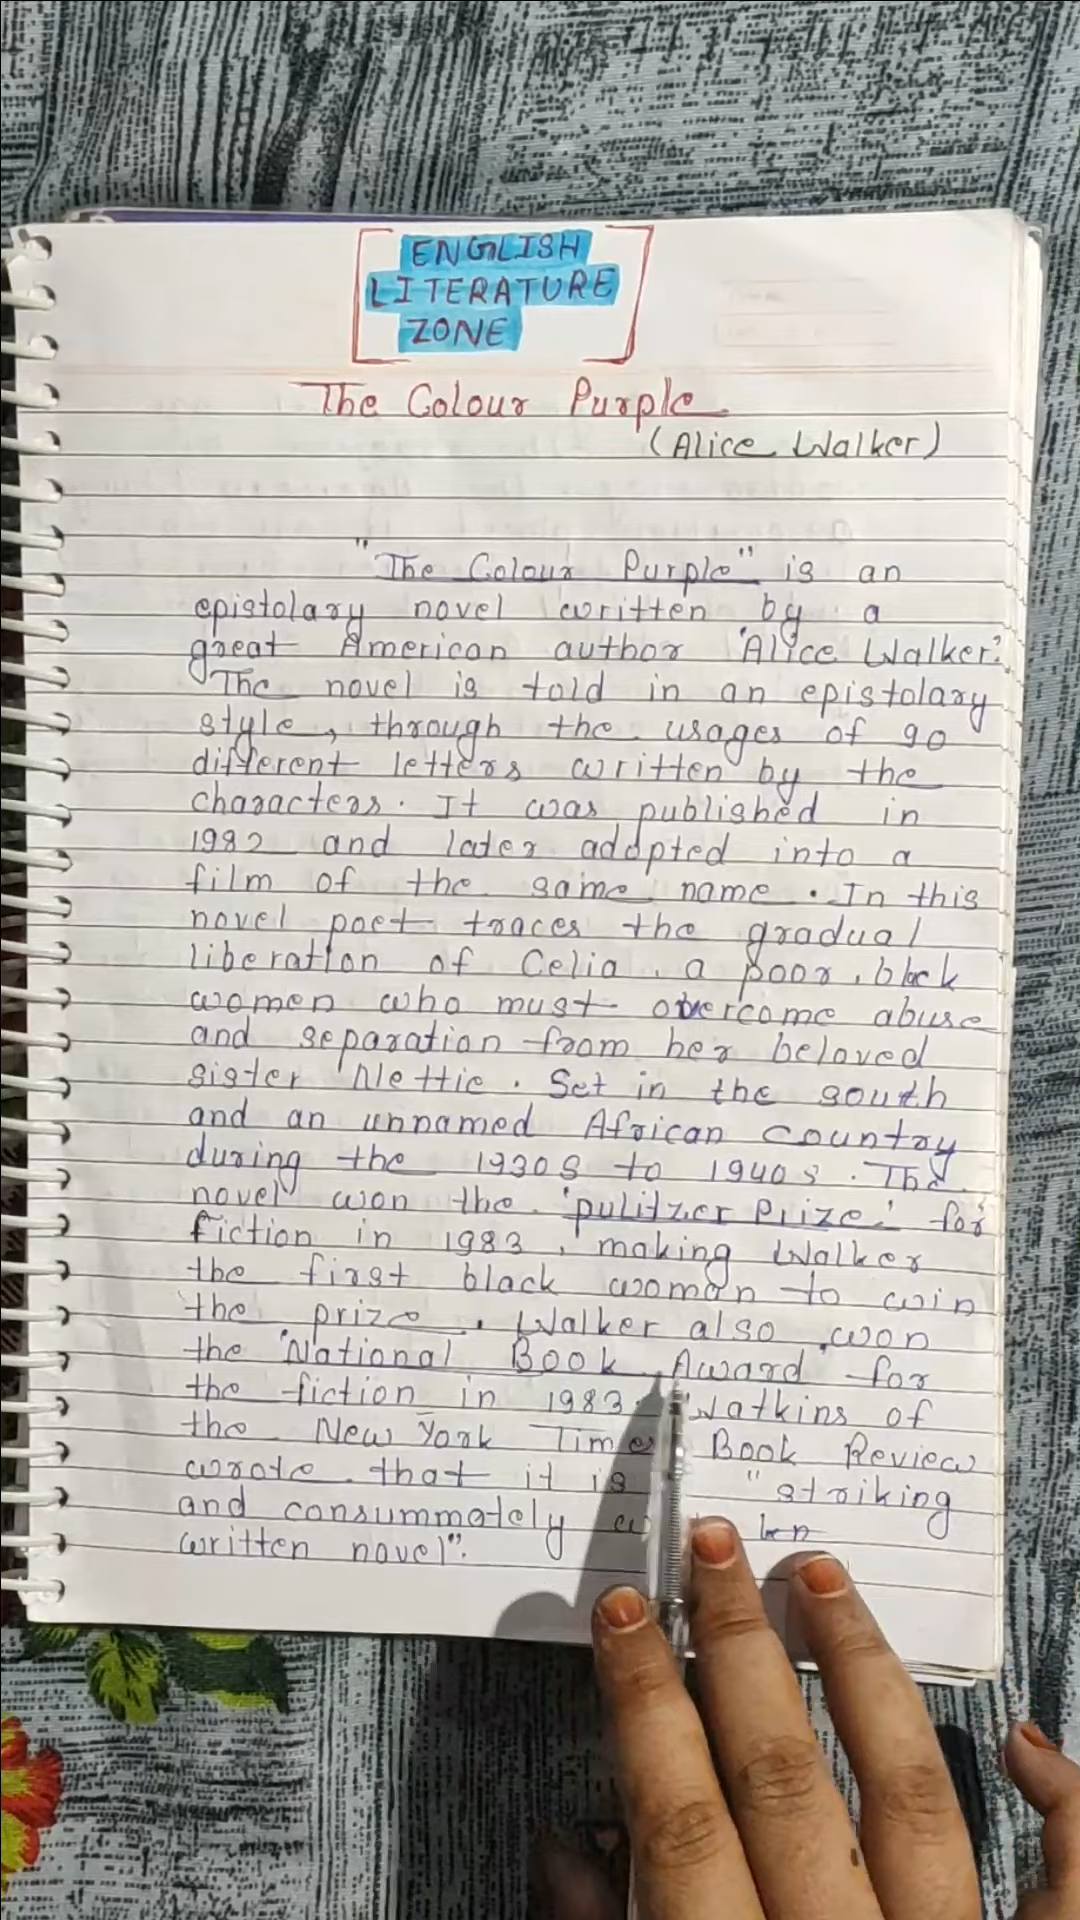 ENGLISH
LITERATURE
ZONE
The Colour Purple
(Alice Walker)
"The Colour Purple" is an
epistolary novel written by a
great American author 'Alice Walker'.
The novel is told in an epistolary
style, through the usages of 90
different letters written by the
characters. It was published in
1982 and later adopted into a
film of the same name. In this
novel poet traces the gradual
liberation of Celia, a poor, black
women who must overcome abuse
and separation from her beloved
sister 'Nettie. Set in the south
and an unnamed African country
during the 1930s to 1940s. The
novel won the 'pulitzer Prize' for
fiction in 1983, making Walker
the first black woman to win
the prize, Walker also won
the 'National Book Award' for
the fiction in 1983. Watkins of
the New York Times Book Review
wrote that it is "striking
and consummately
written novel".